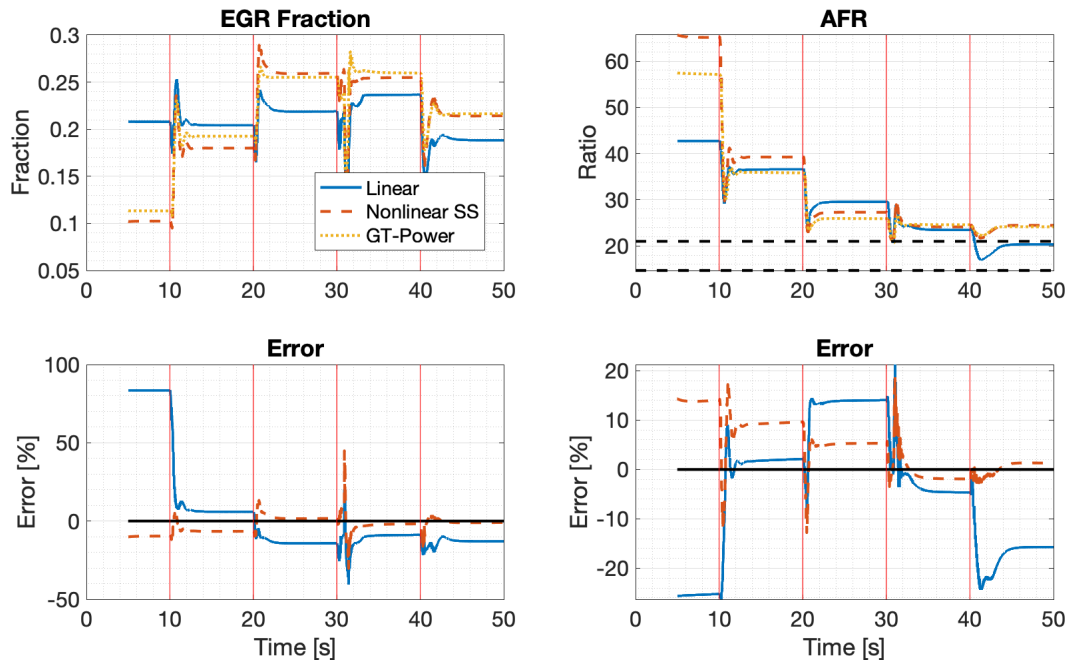 EGR Fraction
0.3
0.25
0.2
0.15
0.1
0.05
Fraction
Linear
Nonlinear SS
GT-Power
0 10 20 30 40 50
AFR
60
50
40
30
20
Ratio
0 10 20 30 40 50
Error
100
50
0
-50
Error [%]
0 10 20 30 40 50
Time [s]
Error
20
10
0
-10
-20
Error [%]
0 10 20 30 40 50
Time [s]